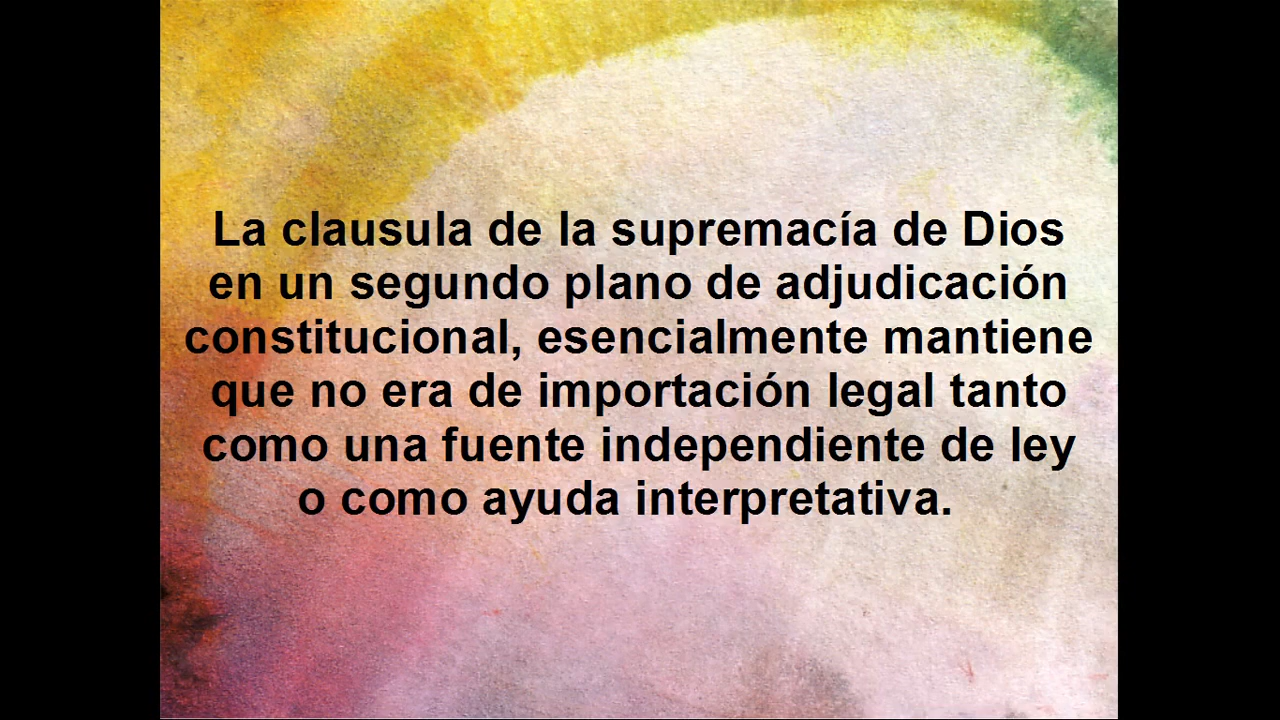 La clausula de la supremacía de Dios
en un segundo plano de adjudicación
constitucional, esencialmente mantiene
que no era de importación legal tanto
como una fuente independiente de ley
o como ayuda interpretativa.